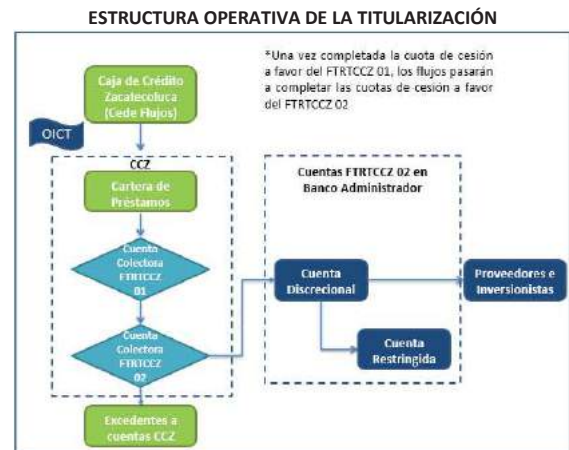 ESTRUCTURA OPERATIVA DE LA TITULARIZACIÓN
*Una vez completada la cuota de cesión
a favor del FTRTCCZ 01, los flujos pasarán
a completar las cuotas de cesión a favor
del FTRTCCZ 02
Caja de Crédito
Zacatecoluca
(Cede Flujos)
OICT
CCZ
Cartera de
Préstamos
Cuenta
Colectora
FTRTCCZ
01
Cuenta
Colectora
FTRTCCZ
02
Excedentes a
cuentas CCZ
Cuentas FTRTCCZ 02 en
Banco Administrador
Cuenta
Discrecional
Cuenta
Restringida
Proveedores e
Inversionistas